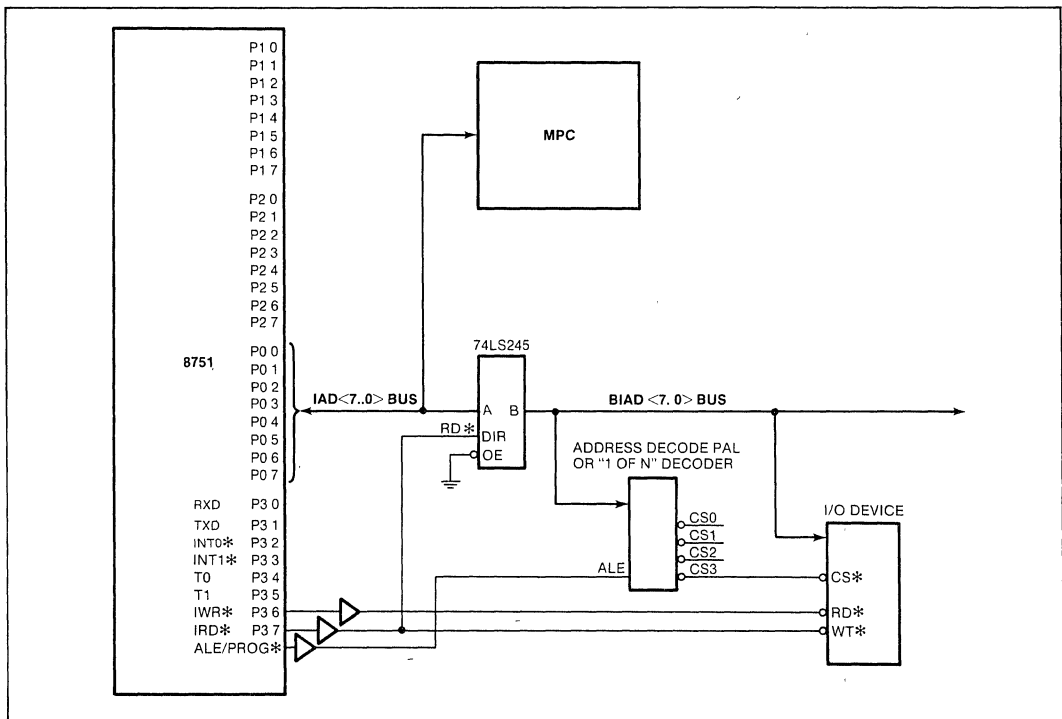 P1 0
P1 1
P1 2
P1 3
P1 4
P1 5
P1 6
P1 7
P2 0
P2 1
P2 2
P2 3
P2 4
P2 5
P2 6
P2 7
8751
P0 0
P0 1
P0 2
P0 3
P0 4
P0 5
P0 6
P0 7
RXD P3 0
TXD P3 1
INT0* P3 2
INT1* P3 3
T0 P3 4
T1 P3 5
IWR* P3 6
IRD* P3 7
ALE/PROG*
MPC
IAD<7..0> BUS
74LS245
A B
RD* DIR
OE
BIAD <7. 0> BUS
ADDRESS DECODE PAL
OR "1 OF N" DECODER
CS0
CS1
CS2
ALE CS3
I/O DEVICE
CS*
RD*
WT*